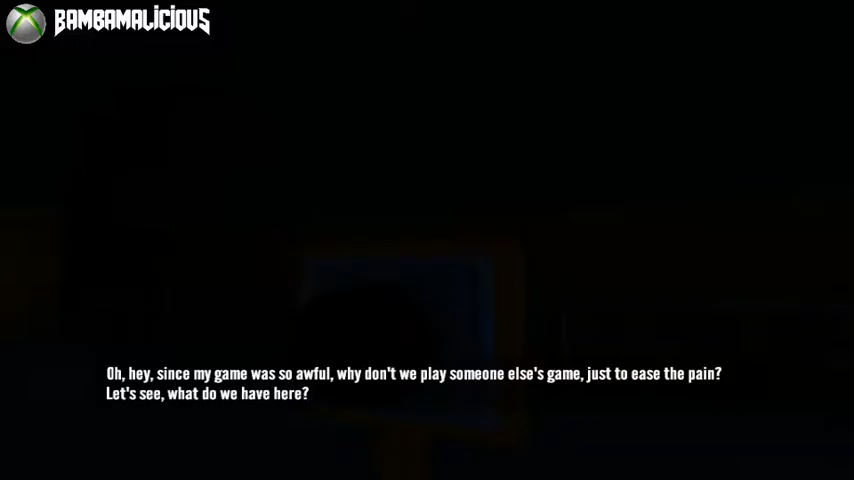 BAMBAMALICIOUS
Oh, hey, since my game was so awful, why don't we play someone else's game, just to ease the pain?
Let's see, what do we have here?